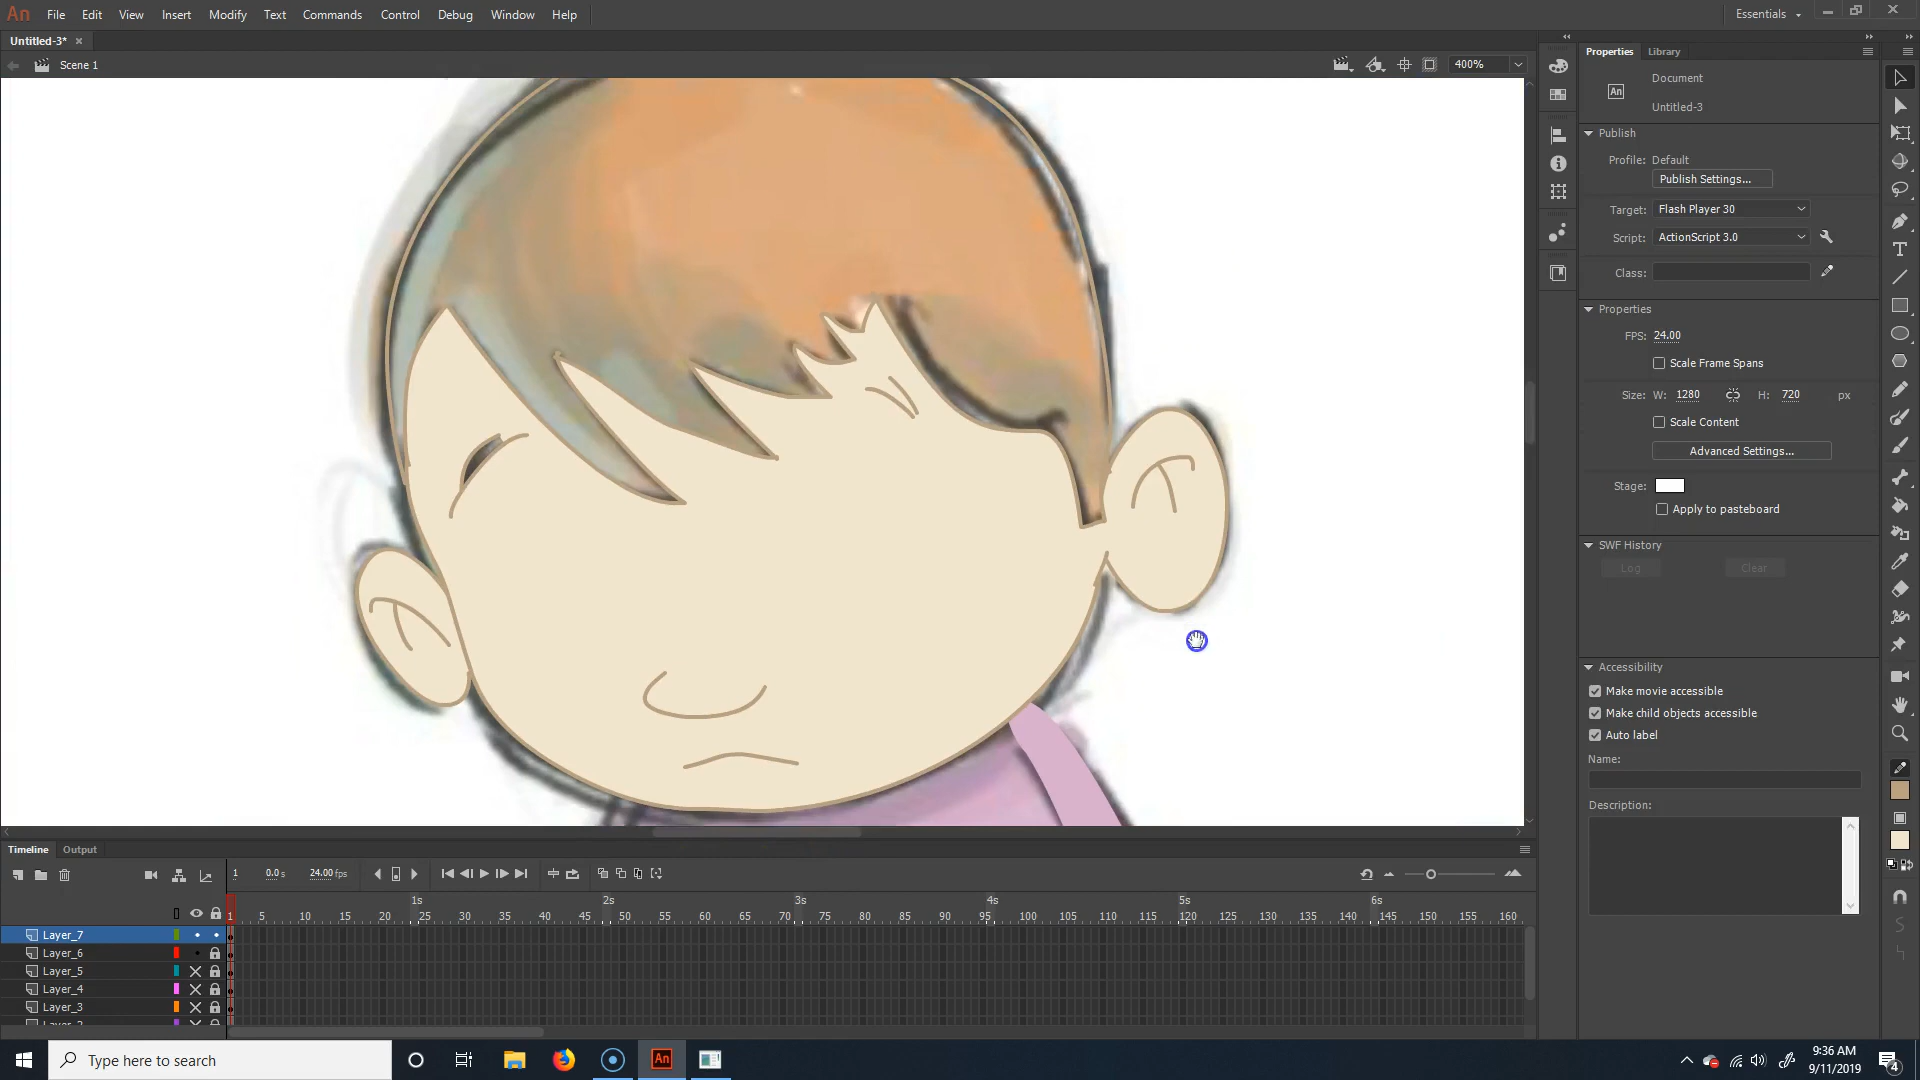 An File Edit View Insert Modify Text Commands Control Debug Window Help Essentials
Untitled-3*
Scene 1
400%
Properties Library
Document
An
Untitled-3
Publish
Profile: Default
Publish Settings...
Target: Flash Player 30
Script: ActionScript 3.0
Class:
Properties
FPS: 24.00
Scale Frame Spans
Size: W: 1280 H: 720 px
Scale Content
Advanced Settings...
Stage:
Apply to pasteboard
SWF History
Log Clear
Accessibility
Make movie accessible
Make child objects accessible
Auto label
Name:
Description:
Timeline Output
1 0.0 s 24.00 fps
1s 2s 3s 4s 5s 6s
1 5 10 15 20 25 30 35 40 45 50 55 60 65 70 75 80 85 90 95 100 105 110 115 120 125 130 135 140 145 150 155 160
Layer_7
Layer_6
Layer_5
Layer_4
Layer_3
Type here to search
An
9:36 AM
9/11/2019
4